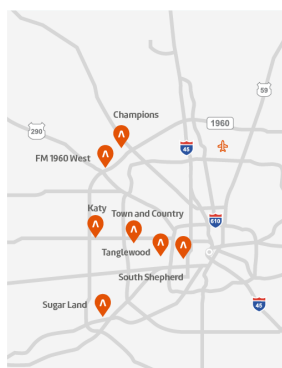 59
Champions
1960
290
45
FM 1960 West
Katy
Town and Country
610
Tanglewood
South Shepherd
Sugar Land
45